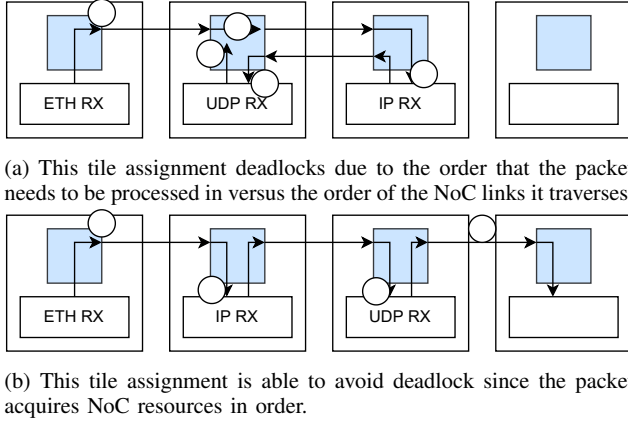 ETH RX
UDP RX
IP RX
(a) This tile assignment deadlocks due to the order that the packe
needs to be processed in versus the order of the NoC links it traverses
ETH RX
IP RX
UDP RX
(b) This tile assignment is able to avoid deadlock since the packe
acquires NoC resources in order.